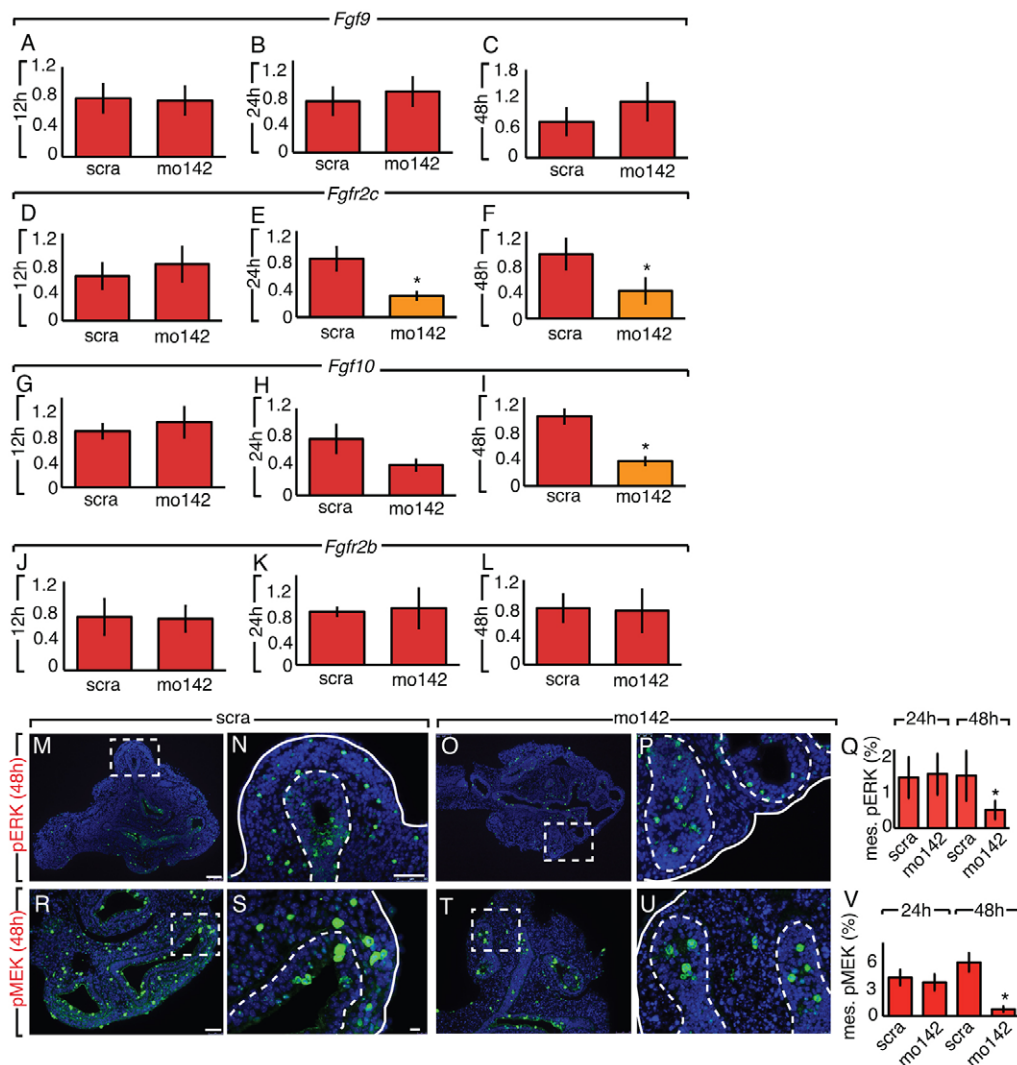 Fgf9
A B C
12h 1.2 0.8 0.4 0 scra mo142
24h 1.2 0.8 0.4 0 scra mo142
48h 1.8 1.2 0.6 0 scra mo142
Fgfr2c
D E F
12h 1.2 0.8 0.4 0 scra mo142
24h 1.2 0.8 0.4 0 scra mo142 *
48h 1.2 0.8 0.4 0 scra mo142 *
Fgf10
G H I
12h 1.2 0.8 0.4 0 scra mo142
24h 1.2 0.8 0.4 0 scra mo142
48h 1.2 0.8 0.4 0 scra mo142 *
Fgfr2b
J K L
12h 1.2 0.8 0.4 0 scra mo142
24h 1.2 0.8 0.4 0 scra mo142
48h 1.2 0.8 0.4 0 scra mo142
scra mo142
pERK (48h) M N O P
Q 24h 48h
mes. pERK (%) 2 1 0 *
scra mo142 scra mo142
pMEK (48h) R S T U
V 24h 48h
mes. pMEK (%) 6 3 0 *
scra mo142 scra mo142